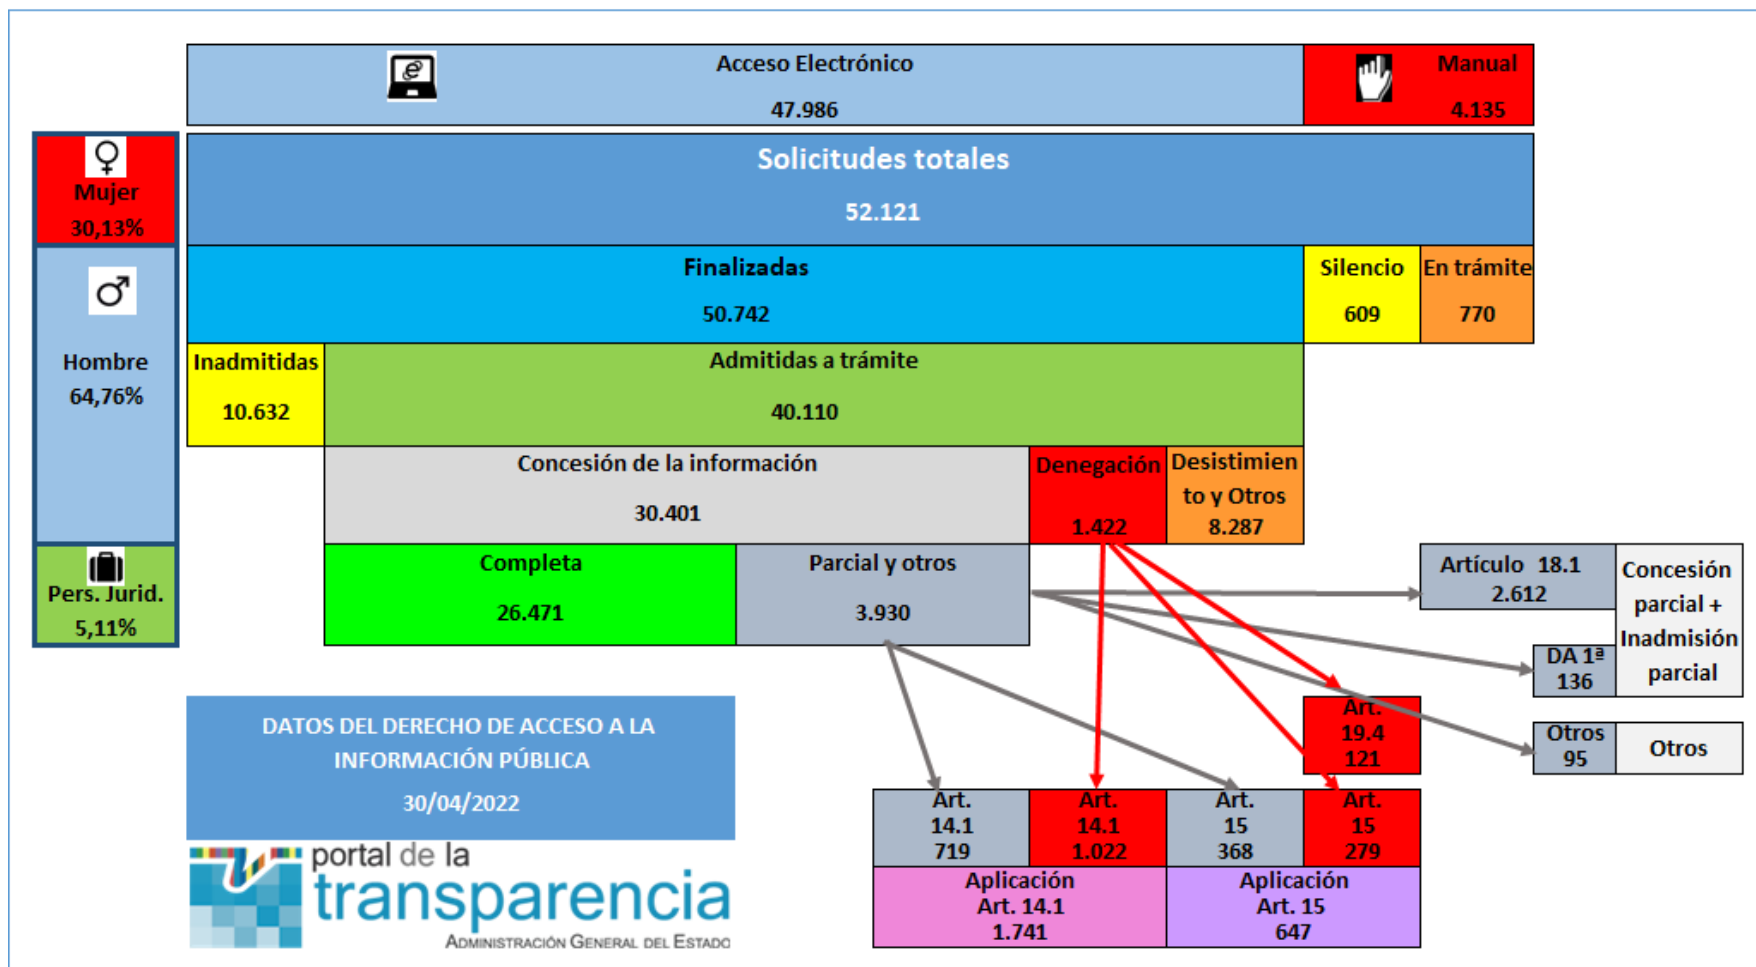 Acceso Electrónico
47.986
Manual
4.135
Mujer
30,13%
Solicitudes totales
52.121
Hombre
64,76%
Finalizadas
50.742
Silencio
609
En trámite
770
Inadmitidas
10.632
Admitidas a trámite
40.110
Concesión de la información
30.401
Denegación
1.422
Desistimien
to y Otros
8.287
Pers. Jurid.
5,11%
Completa
26.471
Parcial y otros
3.930
Artículo 18.1
2.612
Concesión
parcial +
Inadmisión
parcial
DA 1ª
136
Otros
95
Otros
Art.
19.4
121
DATOS DEL DERECHO DE ACCESO A LA
INFORMACIÓN PÚBLICA
30/04/2022
Art.
14.1
719
Art.
14.1
1.022
Art.
15
368
Art.
15
279
Aplicación
Art. 14.1
1.741
Aplicación
Art. 15
647
portal de la
transparencia
ADMINISTRACIÓN GENERAL DEL ESTADO